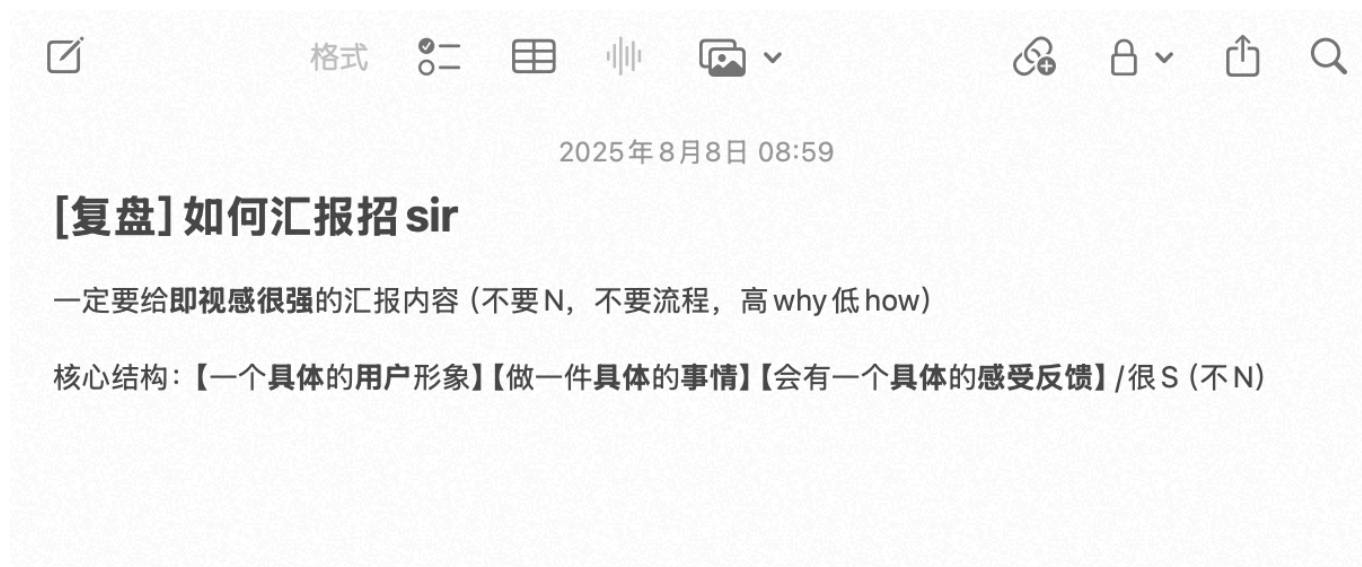 格式
2025年8月8日 08:59
[复盘] 如何汇报招sir
一定要给即视感很强的汇报内容（不要N，不要流程，高why低how）
核心结构：【一个具体的用户形象】【做一件具体的事情】【会有一个具体的感受反馈】/很S（不N）